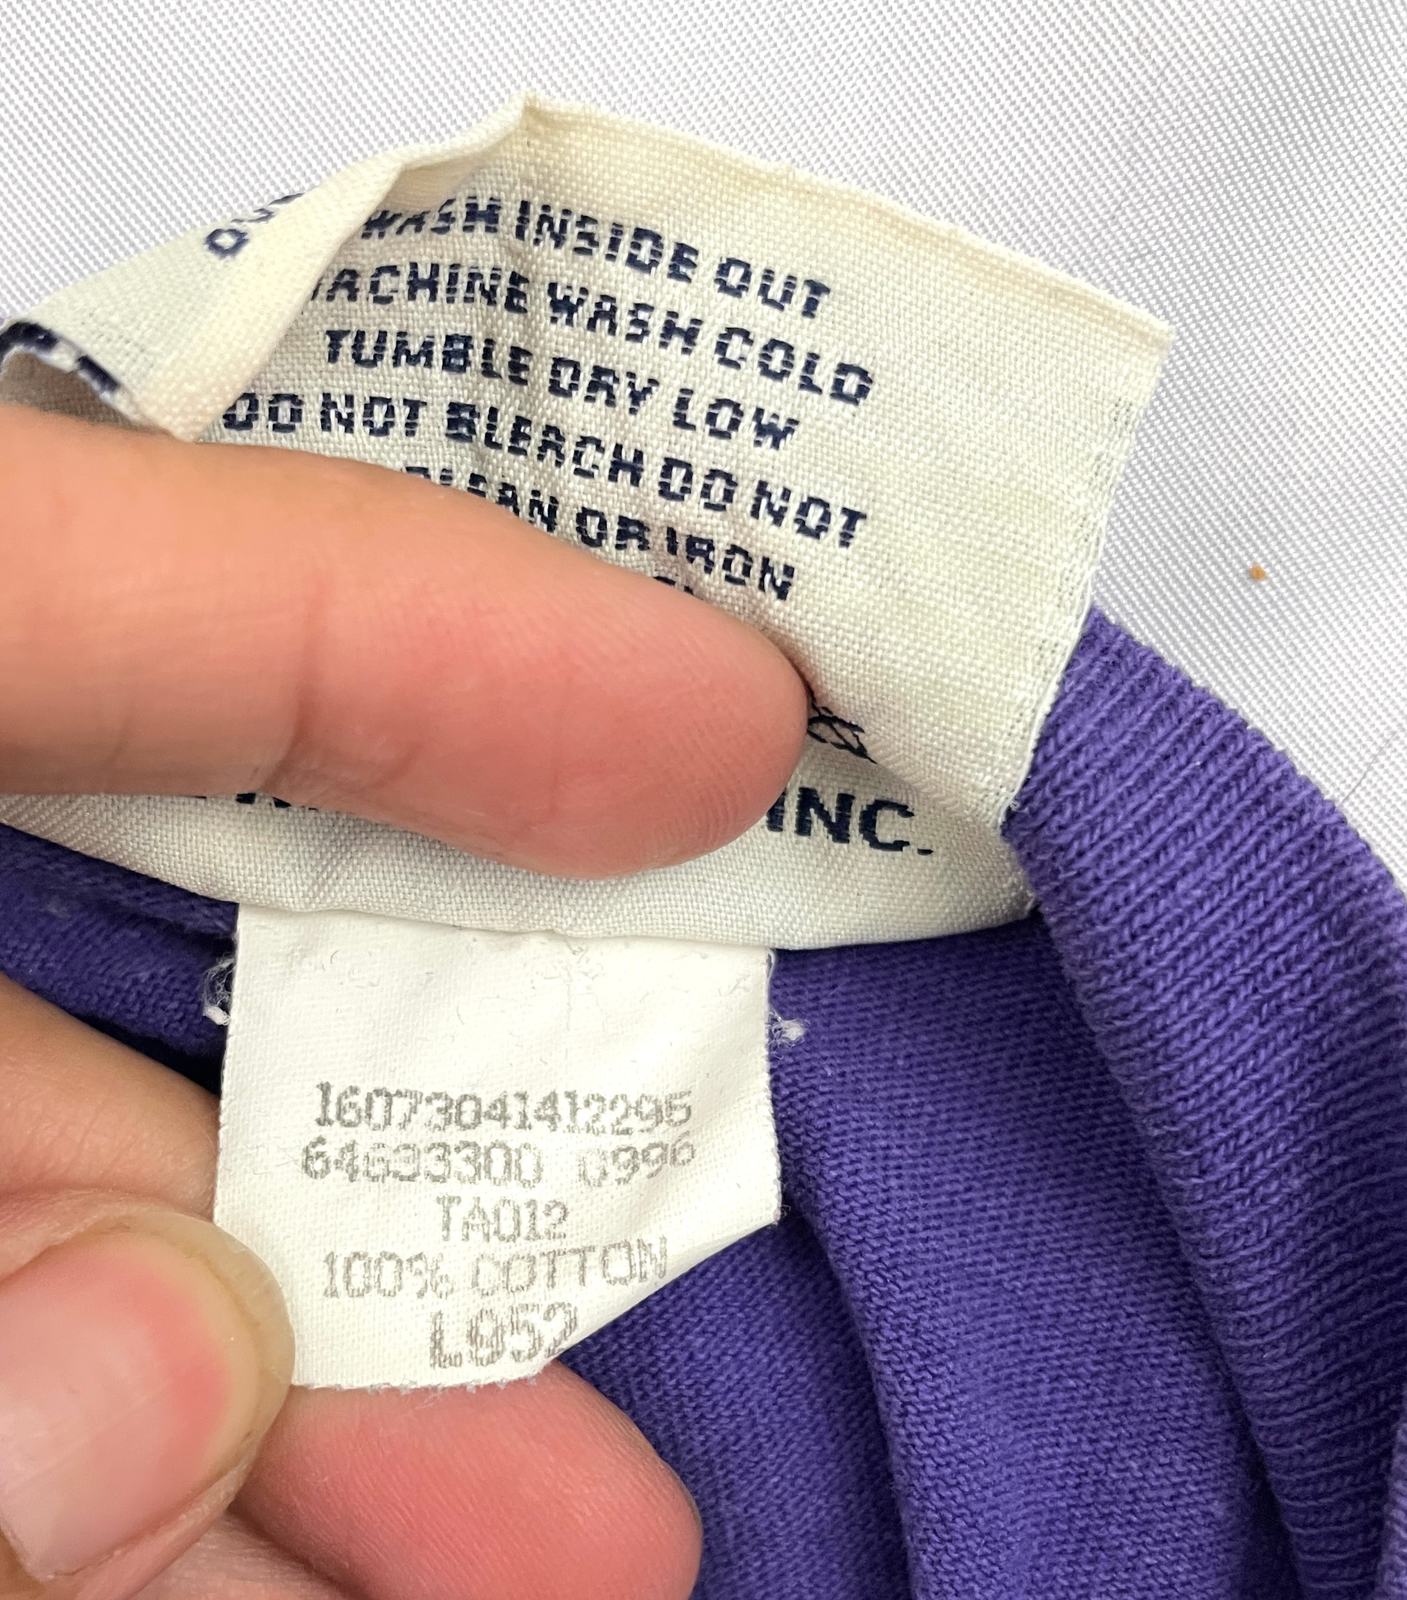 WASH INSIDE OUT
MACHINE WASH COLD
TUMBLE DRY LOW
DO NOT BLEACH DO NOT
OR IRON
INC.
16073041412295
64633300 0996
TA012
100% COTTON
L052